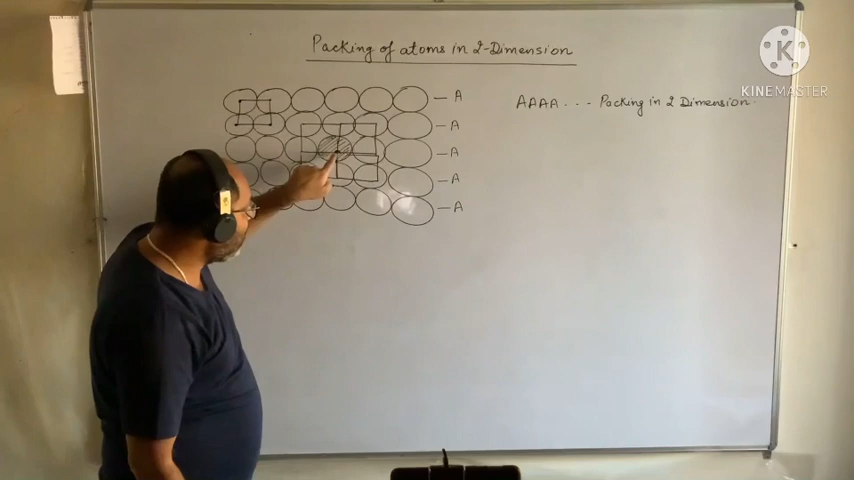 Packing of atoms in 2-Dimension
K
KINEMASTER
— A
AAAA... Packing in 2 Dimension.
— A
— A
— A
— A